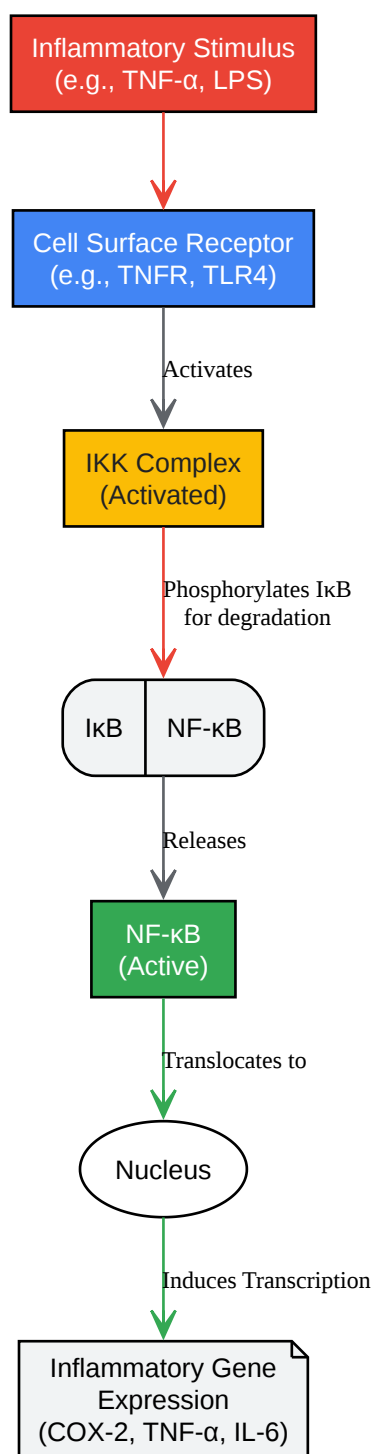 Inflammatory Stimulus
(e.g., TNF-α, LPS)
Cell Surface Receptor
(e.g., TNFR, TLR4)
Activates
IKK Complex
(Activated)
Phosphorylates IκB
for degradation
IκB NF-κB
Releases
NF-κB
(Active)
Translocates to
Nucleus
Induces Transcription
Inflammatory Gene
Expression
(COX-2, TNF-α, IL-6)